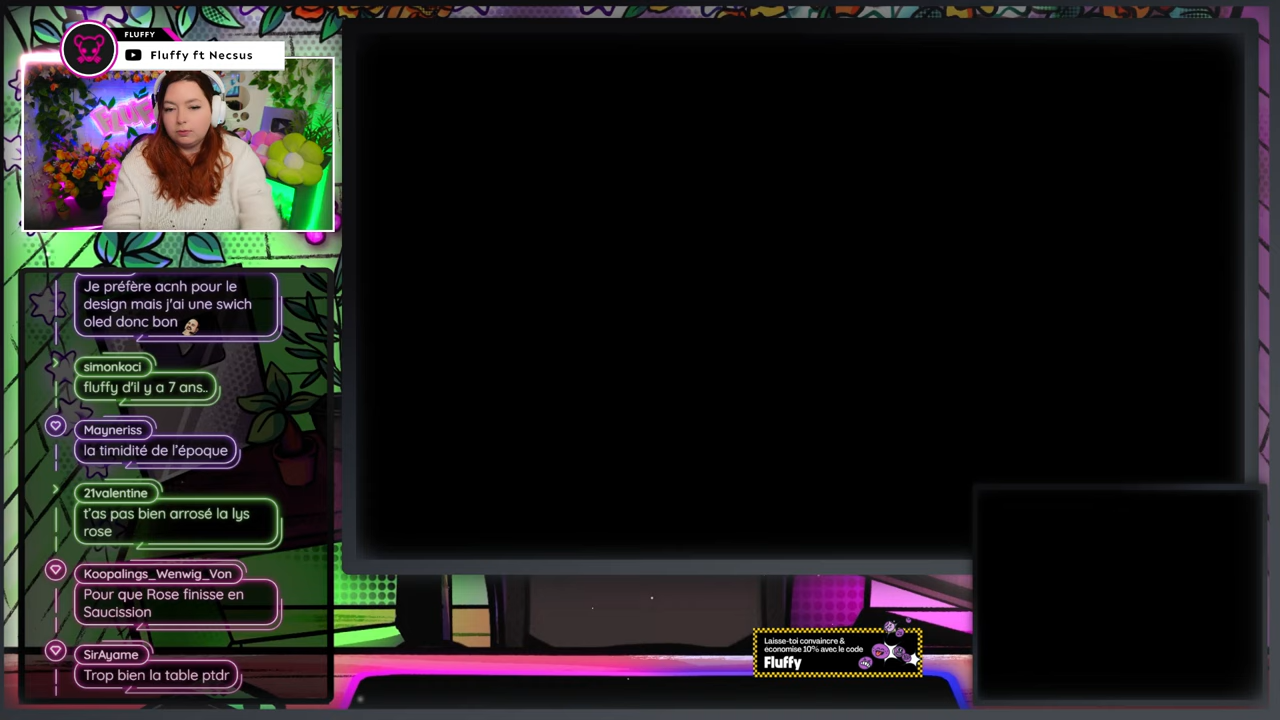 FLUFFY
Fluffy ft Necsus
Je préfère acnh pour le
design mais j'ai une swich
oled donc bon
simonkoci
fluffy d'il y a 7 ans..
Mayneriss
la timidité de l'époque
21valentine
t'as pas bien arrosé la lys
rose
Koopalings_Wenwig_Von
Pour que Rose finisse en
Saucission
SirAyame
Trop bien la table ptdr
Laisse-toi convaincre &
économise 10% avec le code
Fluffy